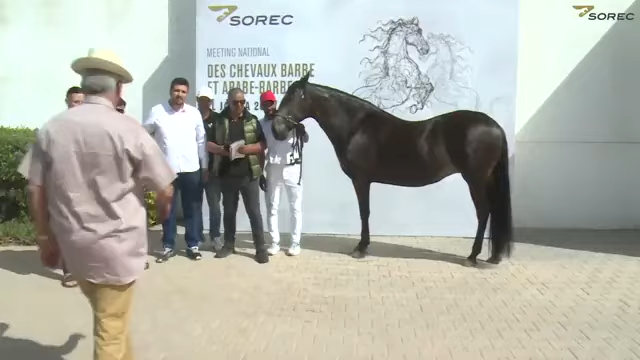 SOREC
SOREC
MEETING NATIONAL
DES CHEVAUX BARBE
ET ARABE-BARBE